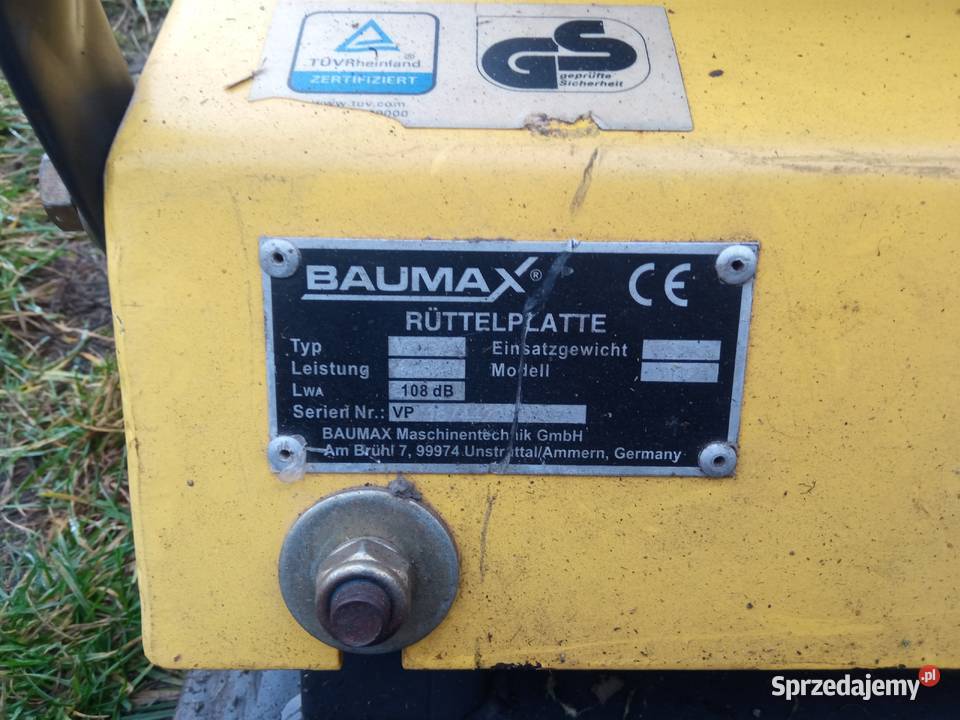 TÜVRheinland ®
ZERTIFIZIERT
www.tuv.com
GS
geprüfte
Sicherheit
BAUMAX® CE
RÜTTELPLATTE
Typ Einsatzgewicht
Leistung Modell
LWA 108 dB
Serien Nr.: VP
BAUMAX Maschinentechnik GmbH
Am Brühl 7, 99974 Unstruttal/Ammern, Germany
Sprzedajemy.pl